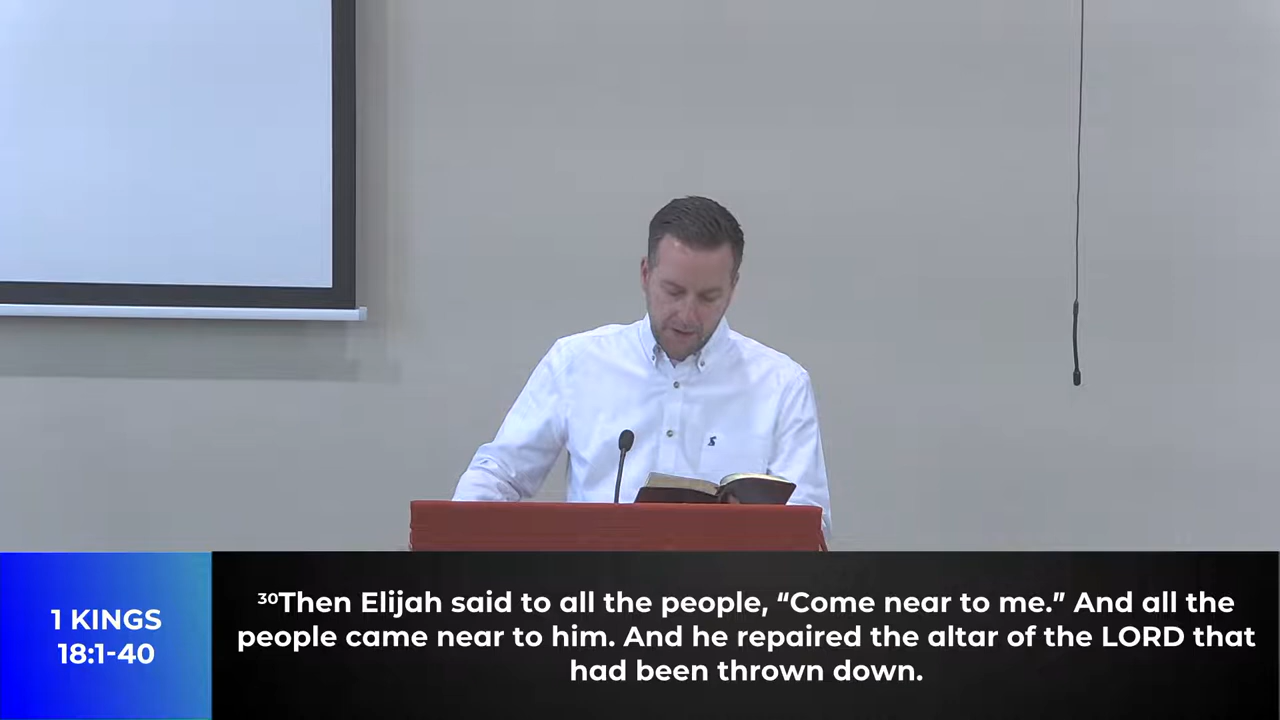 1 KINGS
18:1-40
³⁰Then Elijah said to all the people, “Come near to me.” And all the
people came near to him. And he repaired the altar of the LORD that
had been thrown down.